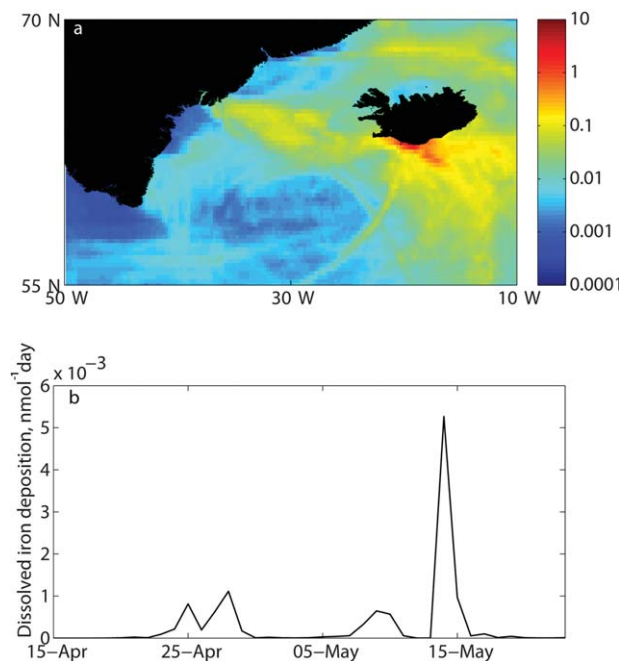 70 N
a
55 N
50 W
30 W
10 W
10
1
0.1
0.01
0.001
0.0001
Dissolved iron deposition, nmol⁻¹day
6 x 10⁻³
b
5
4
3
2
1
0
15-Apr
25-Apr
05-May
15-May